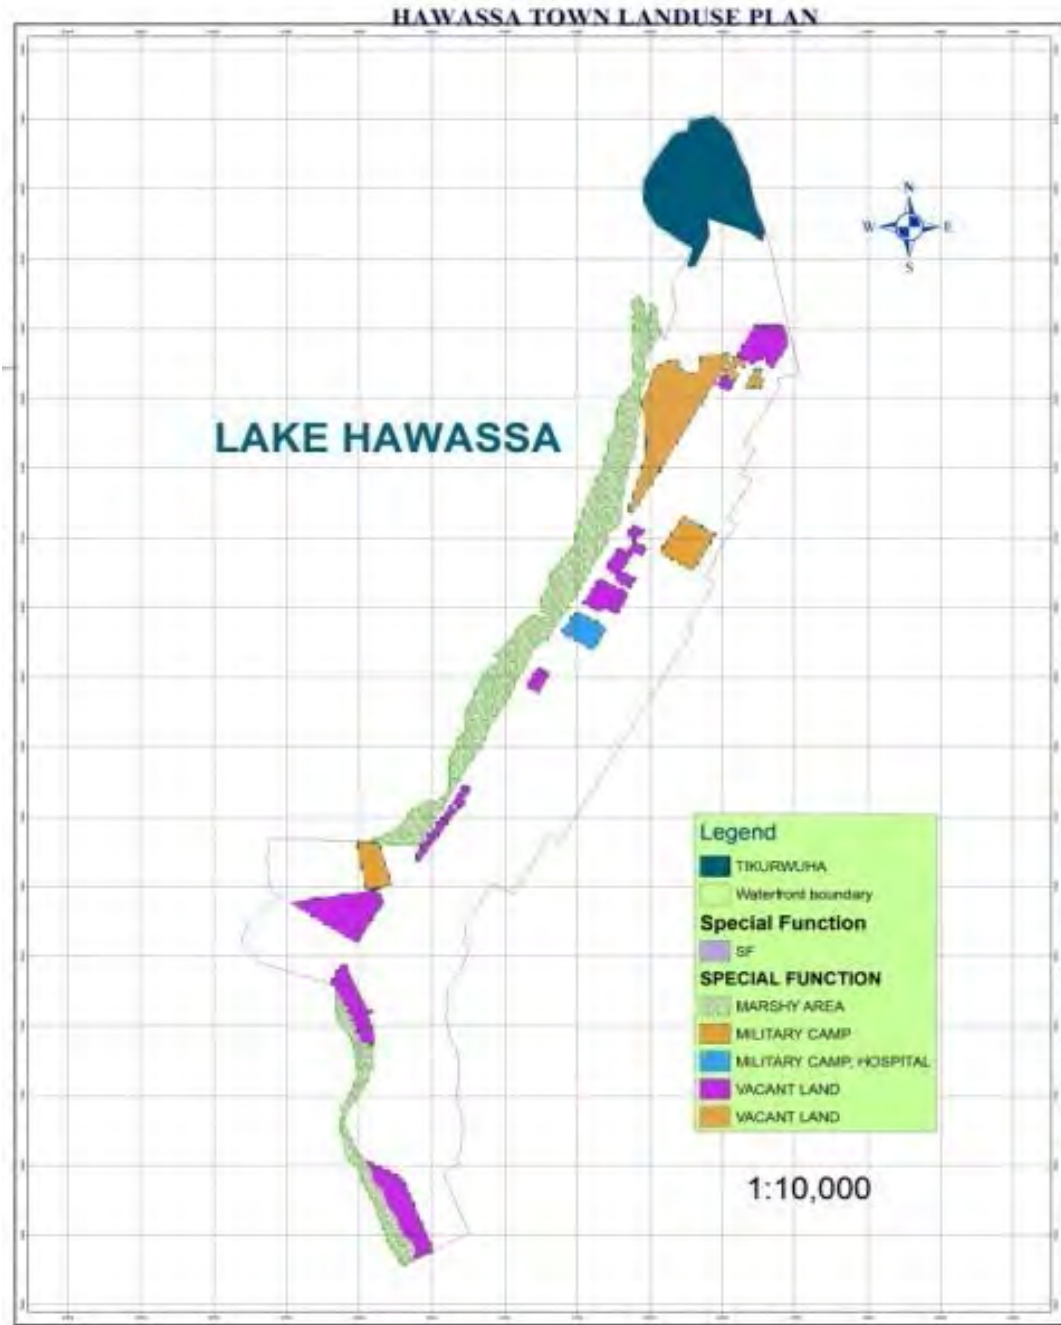 HAWASSA TOWN LANDUSE PLAN
N
W E
S
LAKE HAWASSA
Legend
TIKURWUHA
Waterfront boundary
Special Function
SF
SPECIAL FUNCTION
MARSHY AREA
MILITARY CAMP
MILITARY CAMP, HOSPITAL
VACANT LAND
VACANT LAND
1:10,000